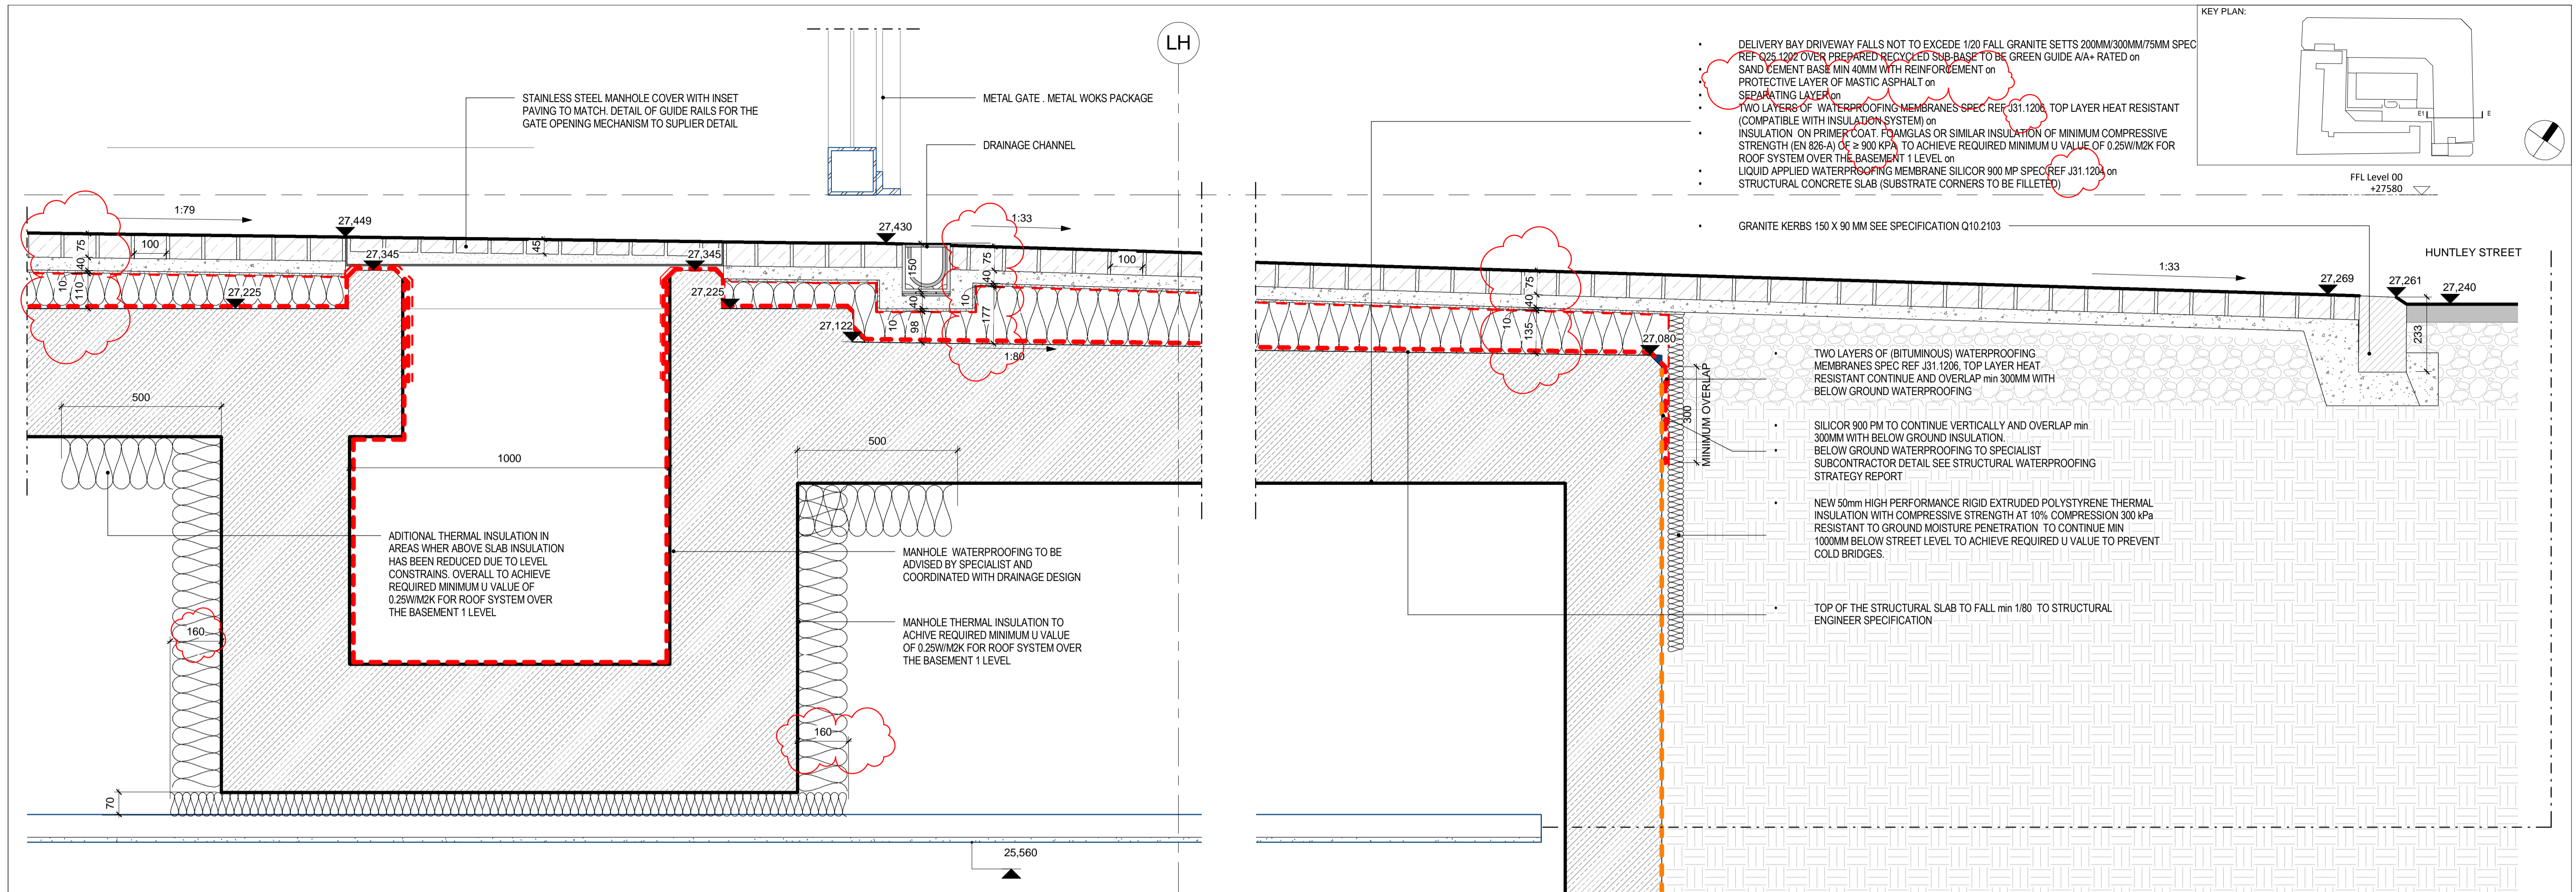 KEY PLAN:
E1
E
FFL Level 00
+27580
LH
STAINLESS STEEL MANHOLE COVER WITH INSET
PAVING TO MATCH. DETAIL OF GUIDE RAILS FOR THE
GATE OPENING MECHANISM TO SUPLIER DETAIL
METAL GATE . METAL WOKS PACKAGE
DRAINAGE CHANNEL
• DELIVERY BAY DRIVEWAY FALLS NOT TO EXCEDE 1/20 FALL GRANITE SETTS 200MM/300MM/75MM SPEC
REF Q25.1202 OVER PREPARED RECYCLED SUB-BASE TO BE GREEN GUIDE A/A+ RATED on
• SAND CEMENT BASE MIN 40MM WITH REINFORCEMENT on
• PROTECTIVE LAYER OF MASTIC ASPHALT on
• SEPARATING LAYER on
• TWO LAYERS OF WATERPROOFING MEMBRANES SPEC REF J31.1206, TOP LAYER HEAT RESISTANT
(COMPATIBLE WITH INSULATION SYSTEM) on
• INSULATION ON PRIMER COAT. FOAMGLAS OR SIMILAR INSULATION OF MINIMUM COMPRESSIVE
STRENGTH (EN 826-A) OF ≥ 900 KPA, TO ACHIEVE REQUIRED MINIMUM U VALUE OF 0.25W/M2K FOR
ROOF SYSTEM OVER THE BASEMENT 1 LEVEL on
• LIQUID APPLIED WATERPROOFING MEMBRANE SILICOR 900 MP SPEC REF J31.1204 on
• STRUCTURAL CONCRETE SLAB (SUBSTRATE CORNERS TO BE FILLETED)
• GRANITE KERBS 150 X 90 MM SEE SPECIFICATION Q10.2103
HUNTLEY STREET
1:79
27,449
27,430
1:33
75
100
40
10
110
27,345
27,345
45
27,225
27,225
150
40
10
98
10
75
40
177
100
27,122
1:80
75
40
10
135
1:33
27,269
27,261
27,240
233
27,080
300
MINIMUM OVERLAP
500
500
1000
160
160
70
25,560
ADITIONAL THERMAL INSULATION IN
AREAS WHER ABOVE SLAB INSULATION
HAS BEEN REDUCED DUE TO LEVEL
CONSTRAINS. OVERALL TO ACHIEVE
REQUIRED MINIMUM U VALUE OF
0.25W/M2K FOR ROOF SYSTEM OVER
THE BASEMENT 1 LEVEL
MANHOLE WATERPROOFING TO BE
ADVISED BY SPECIALIST AND
COORDINATED WITH DRAINAGE DESIGN
MANHOLE THERMAL INSULATION TO
ACHIVE REQUIRED MINIMUM U VALUE
OF 0.25W/M2K FOR ROOF SYSTEM OVER
THE BASEMENT 1 LEVEL
• TWO LAYERS OF (BITUMINOUS) WATERPROOFING
MEMBRANES SPEC REF J31.1206, TOP LAYER HEAT
RESISTANT CONTINUE AND OVERLAP min 300MM WITH
BELOW GROUND WATERPROOFING
• SILICOR 900 PM TO CONTINUE VERTICALLY AND OVERLAP min
300MM WITH BELOW GROUND INSULATION.
• BELOW GROUND WATERPROOFING TO SPECIALIST
SUBCONTRACTOR DETAIL SEE STRUCTURAL WATERPROOFING
STRATEGY REPORT
• NEW 50mm HIGH PERFORMANCE RIGID EXTRUDED POLYSTYRENE THERMAL
INSULATION WITH COMPRESSIVE STRENGTH AT 10% COMPRESSION 300 kPa
RESISTANT TO GROUND MOISTURE PENETRATION TO CONTINUE MIN
1000MM BELOW STREET LEVEL TO ACHIEVE REQUIRED U VALUE TO PREVENT
COLD BRIDGES.
• TOP OF THE STRUCTURAL SLAB TO FALL min 1/80 TO STRUCTURAL
ENGINEER SPECIFICATION